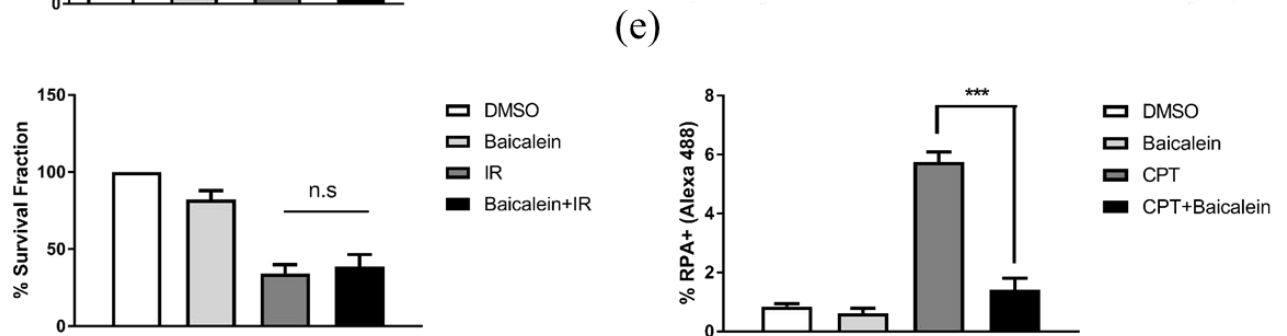 0
(e)
150
100
50
0
% Survival Fraction
n.s
DMSO
Baicalein
IR
Baicalein+IR
8
6
4
2
0
% RPA+ (Alexa 488)
***
DMSO
Baicalein
CPT
CPT+Baicalein